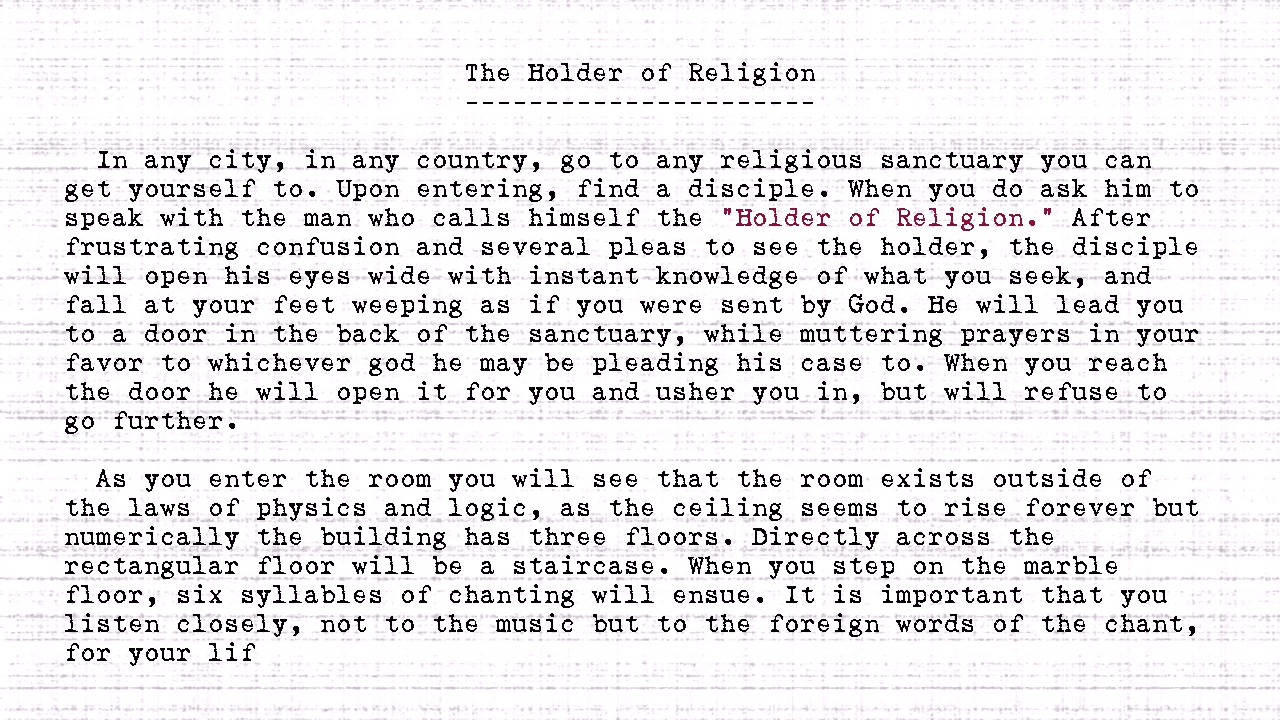 The Holder of Religion
----------------------
In any city, in any country, go to any religious sanctuary you can
get yourself to. Upon entering, find a disciple. When you do ask him to
speak with the man who calls himself the "Holder of Religion." After
frustrating confusion and several pleas to see the holder, the disciple
will open his eyes wide with instant knowledge of what you seek, and
fall at your feet weeping as if you were sent by God. He will lead you
to a door in the back of the sanctuary, while muttering prayers in your
favor to whichever god he may be pleading his case to. When you reach
the door he will open it for you and usher you in, but will refuse to
go further.
As you enter the room you will see that the room exists outside of
the laws of physics and logic, as the ceiling seems to rise forever but
numerically the building has three floors. Directly across the
rectangular floor will be a staircase. When you step on the marble
floor, six syllables of chanting will ensue. It is important that you
listen closely, not to the music but to the foreign words of the chant,
for your lif